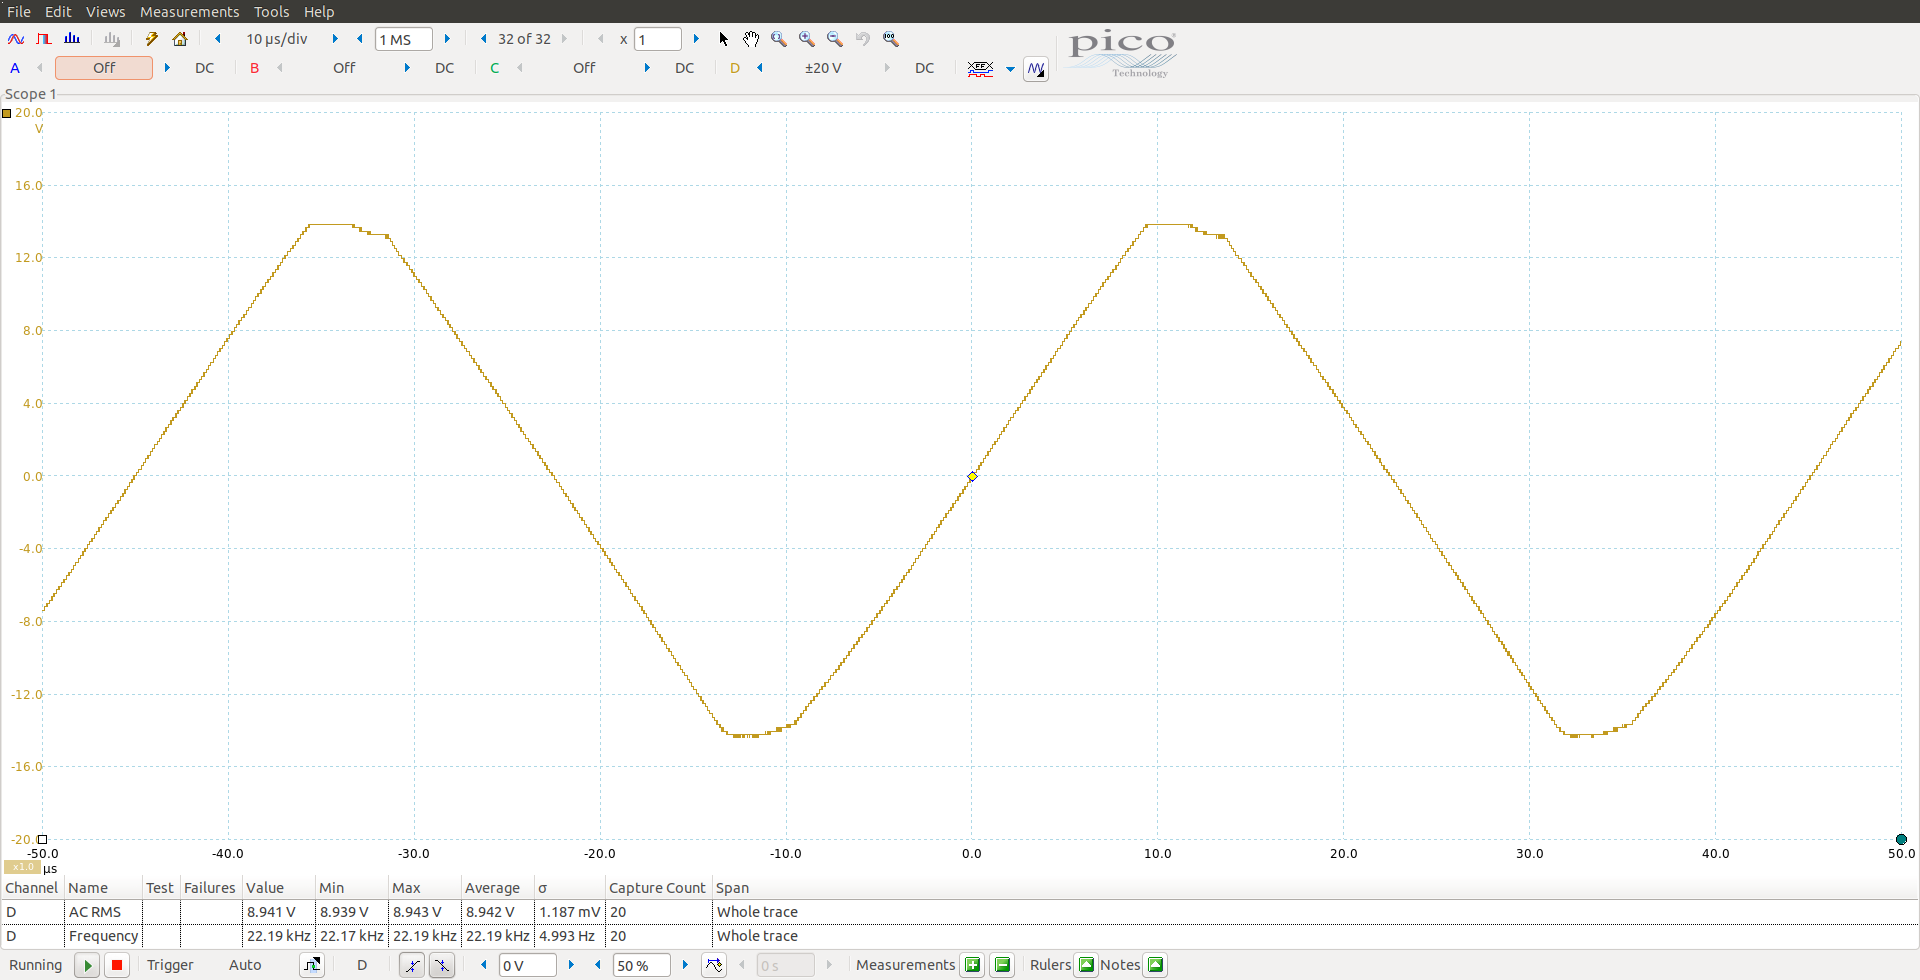 File Edit Views Measurements Tools Help
10 µs/div 1 MS 32 of 32 x 1
pico
Technology
A Off DC B Off DC C Off DC D ±20 V DC
Scope 1
20.0
V
16.0
12.0
8.0
4.0
0.0
-4.0
-8.0
-12.0
-16.0
-20.0
-50.0 -40.0 -30.0 -20.0 -10.0 0.0 10.0 20.0 30.0 40.0 50.0
x1.0 µs
Channel Name Test Failures Value Min Max Average σ Capture Count Span
D AC RMS 8.941 V 8.939 V 8.943 V 8.942 V 1.187 mV 20 Whole trace
D Frequency 22.19 kHz 22.17 kHz 22.19 kHz 22.19 kHz 4.993 Hz 20 Whole trace
Running Trigger Auto D 0 V 50 % 0 s Measurements Rulers Notes